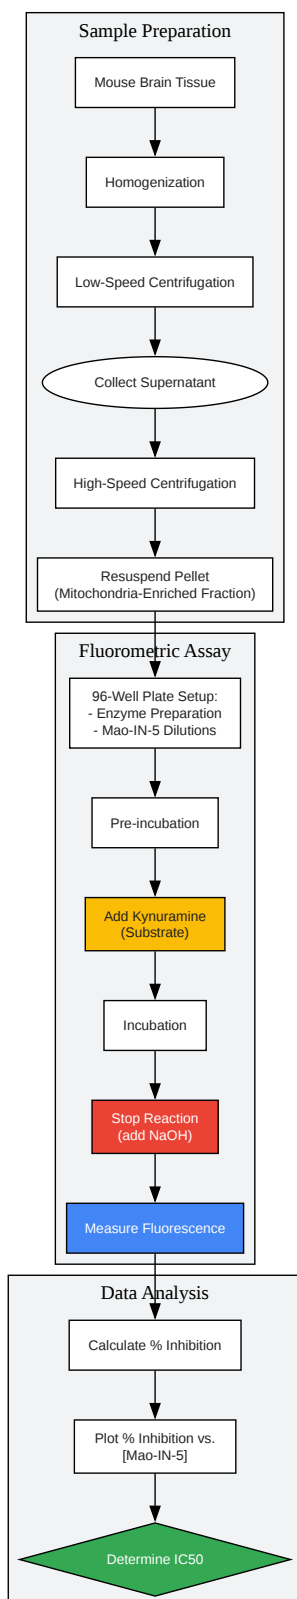 Sample Preparation
Mouse Brain Tissue
Homogenization
Low-Speed Centrifugation
Collect Supernatant
High-Speed Centrifugation
Resuspend Pellet
(Mitochondria-Enriched Fraction)
Fluorometric Assay
96-Well Plate Setup:
- Enzyme Preparation
- Mao-IN-5 Dilutions
Pre-incubation
Add Kynuramine
(Substrate)
Incubation
Stop Reaction
(add NaOH)
Measure Fluorescence
Data Analysis
Calculate % Inhibition
Plot % Inhibition vs.
[Mao-IN-5]
Determine IC50